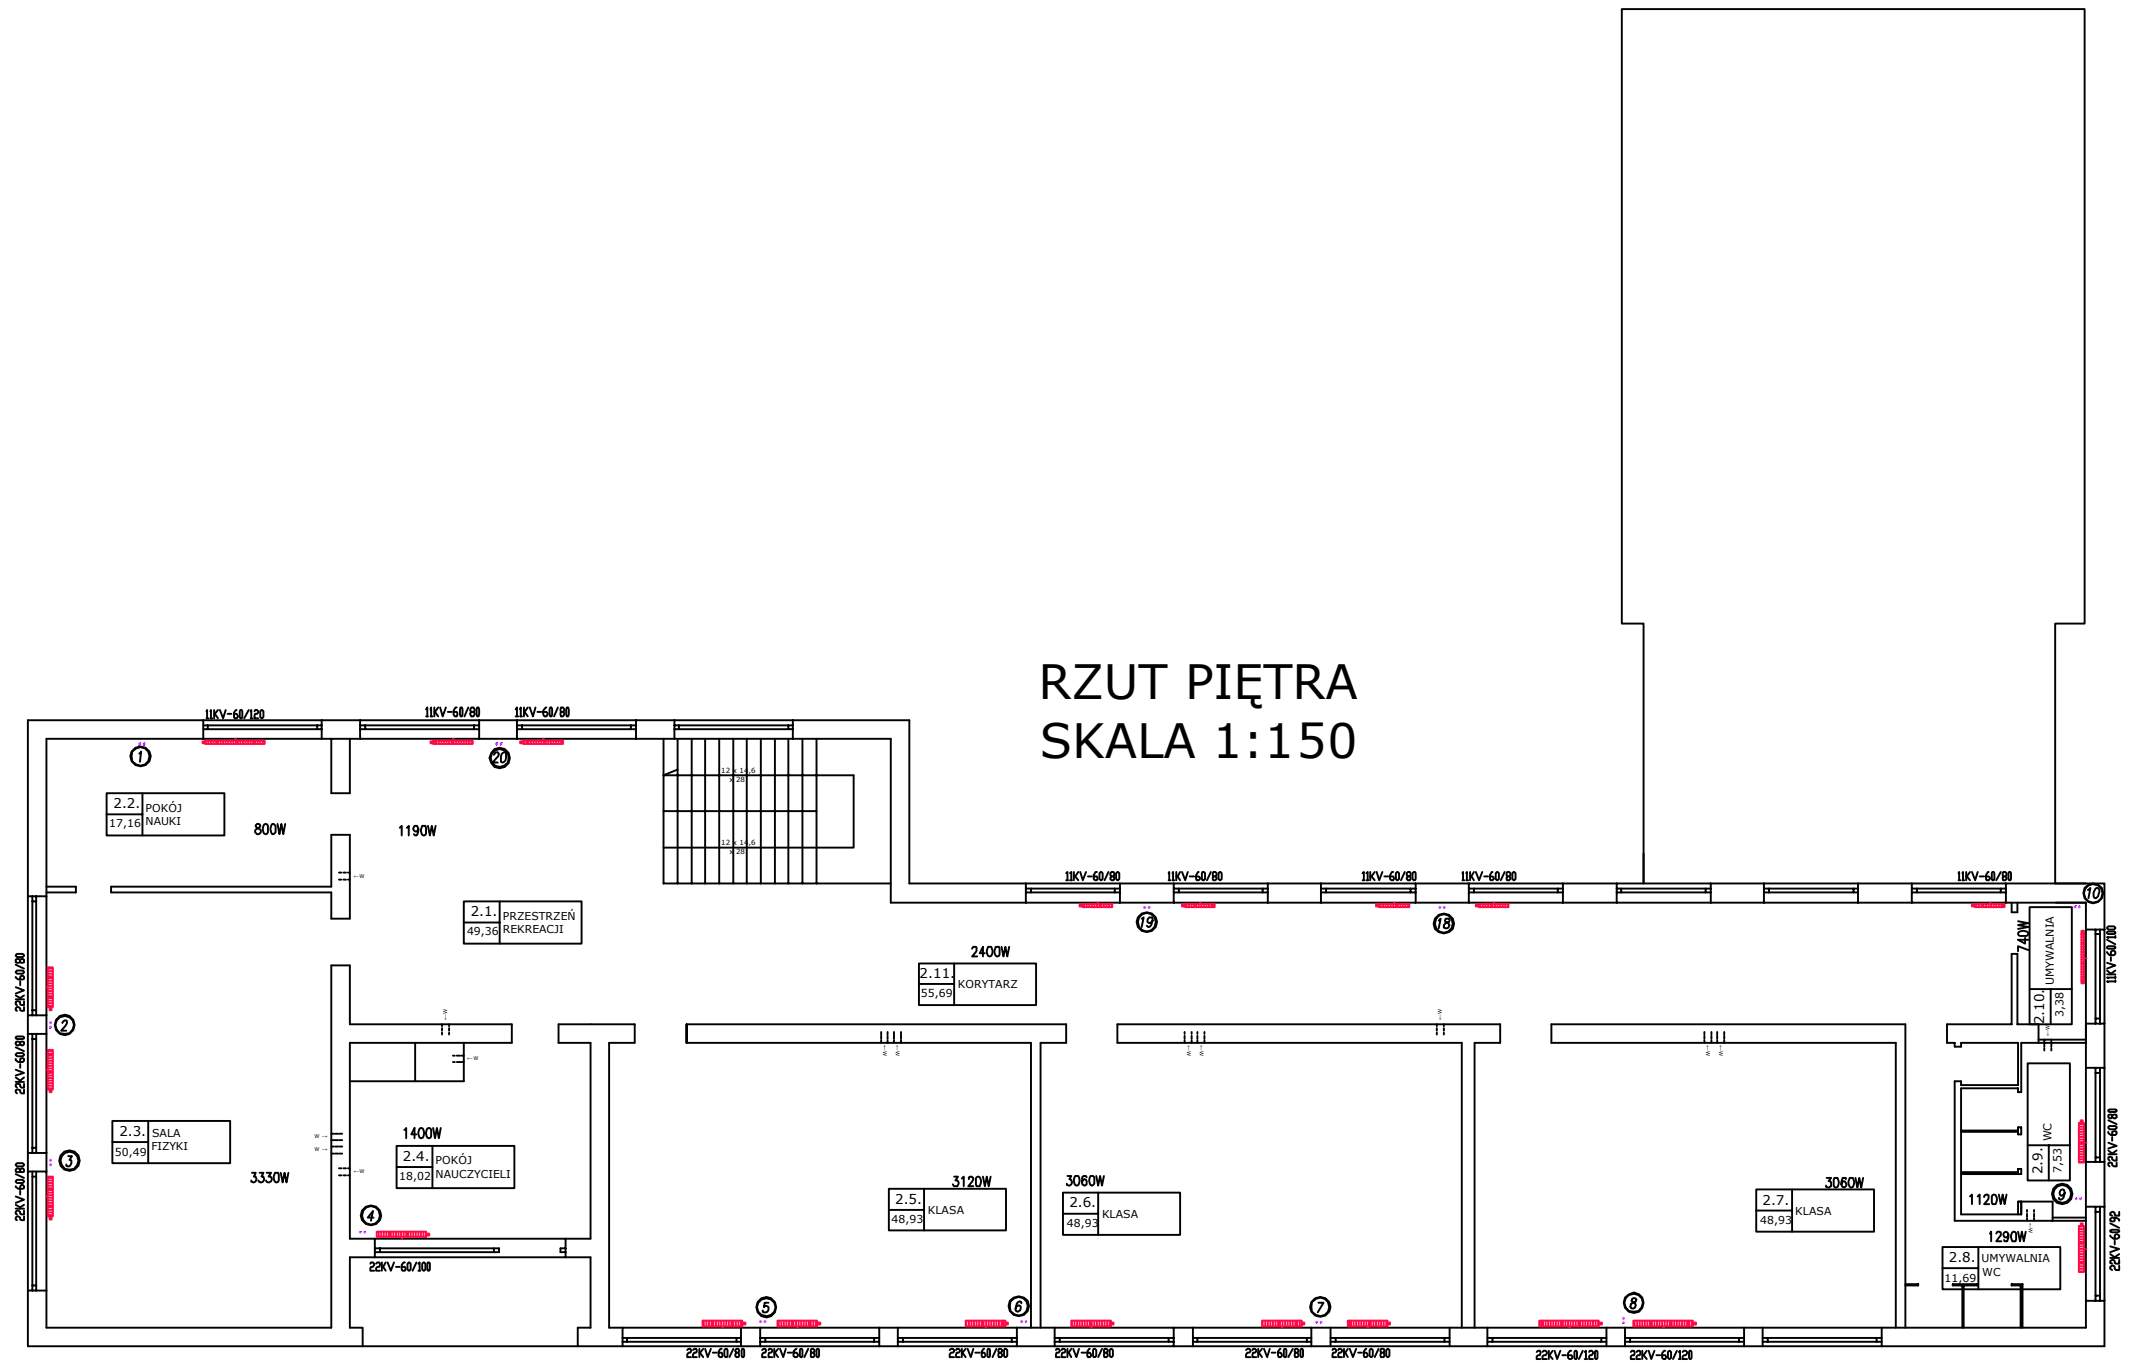 RZUT PIĘTRA
SKALA 1:150
11KV-60/120
11KV-60/80
11KV-60/80
1
20
12 x 14,6
x 28
12 x 14,6
x 28
2.2.
17,16
POKÓJ
NAUKI
800W
1190W
←W
11KV-60/80
11KV-60/80
11KV-60/80
11KV-60/80
11KV-60/80
10
19
18
2.1.
49,36
PRZESTRZEŃ
REKREACJI
2400W
2.11.
55,69
KORYTARZ
740W
2.10.
3,38
UMYWALNIA
11KV-60/100
22KV-60/80
2
22KV-60/80
←W
←W
←W
←W
←W
←W
←W
←W
←W
←W
←W
3
22KV-60/80
2.3.
50,49
SALA
FIZYKI
W→
W→
←W
3330W
1400W
2.4.
18,02
POKÓJ
NAUCZYCIELI
4
22KV-60/100
3120W
2.5.
48,93
KLASA
3060W
2.6.
48,93
KLASA
3060W
2.7.
48,93
KLASA
2.9.
7,53
WC
22KV-60/80
1120W
9
←W
1290W
2.8.
11,69
UMYWALNIA
WC
22KV-60/92
5
6
7
8
22KV-60/80
22KV-60/80
22KV-60/80
22KV-60/80
22KV-60/80
22KV-60/80
22KV-60/120
22KV-60/120